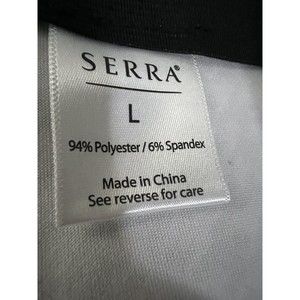 SERRA®
L
94% Polyester / 6% Spandex
Made in China
See reverse for care